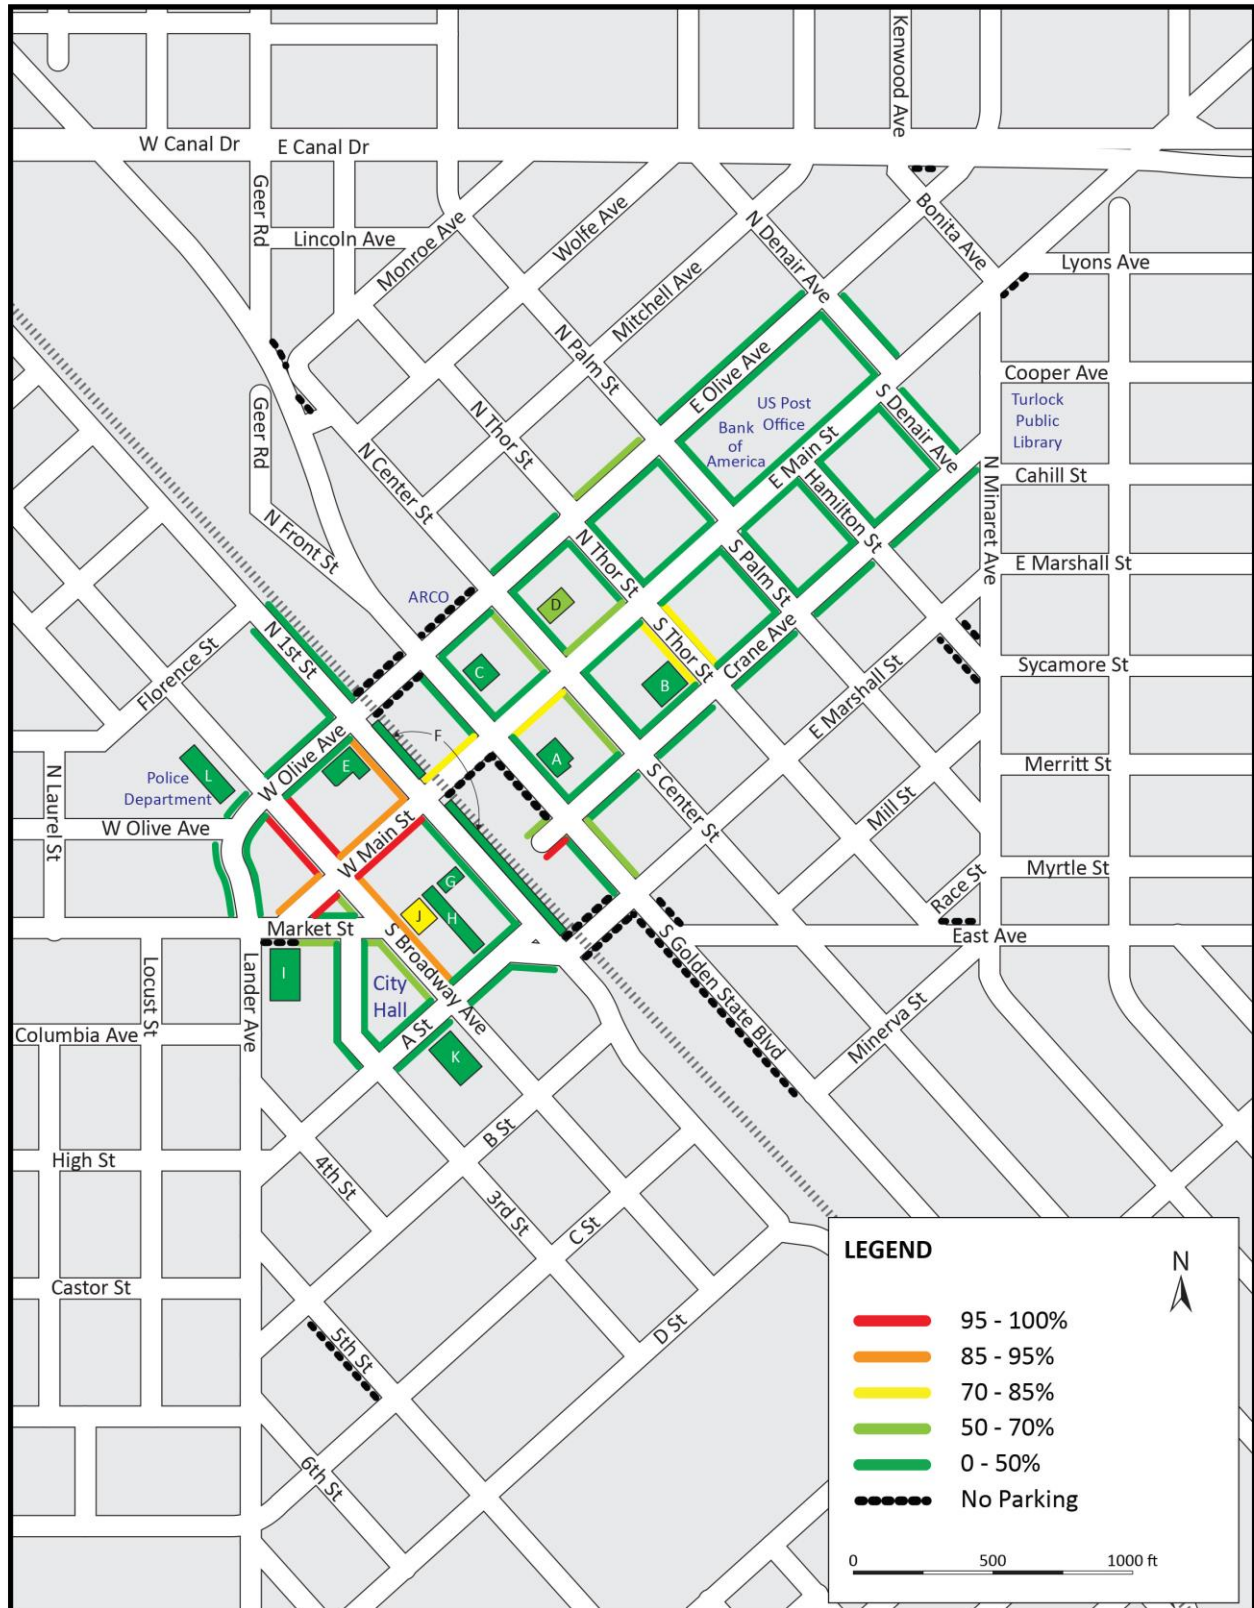 Kenwood Ave
W Canal Dr
E Canal Dr
Geer Rd
Lincoln Ave
Monroe Ave
Wolfe Ave
Mitchell Ave
N Denair Ave
Bonita Ave
Lyons Ave
N Palm St
E Olive Ave
US Post
Office
Bank
of
America
S Denair Ave
Cooper Ave
Turlock
Public
Library
Geer Rd
N Thor St
N Center St
E Main St
Hamilton St
N Minaret Ave
Cahill St
N Front St
N Thor St
S Palm St
E Marshall St
ARCO
D
S Thor St
Crane Ave
N 1st St
Florence St
C
B
E Marshall St
Sycamore St
F
A
E
L
Police
Department
W Olive Ave
S Center St
Merritt St
N Laurel St
W Olive Ave
W Main St
Mill St
Myrtle St
G
H
J
Race St
Market St
East Ave
S Broadway Ave
S Golden State Blvd
I
City
Hall
Locust St
Lander Ave
Columbia Ave
A St
K
Minerva St
B St
High St
4th St
3rd St
C St
Castor St
5th St
D St
6th St
LEGEND
N
95 - 100%
85 - 95%
70 - 85%
50 - 70%
0 - 50%
No Parking
0 500 1000 ft